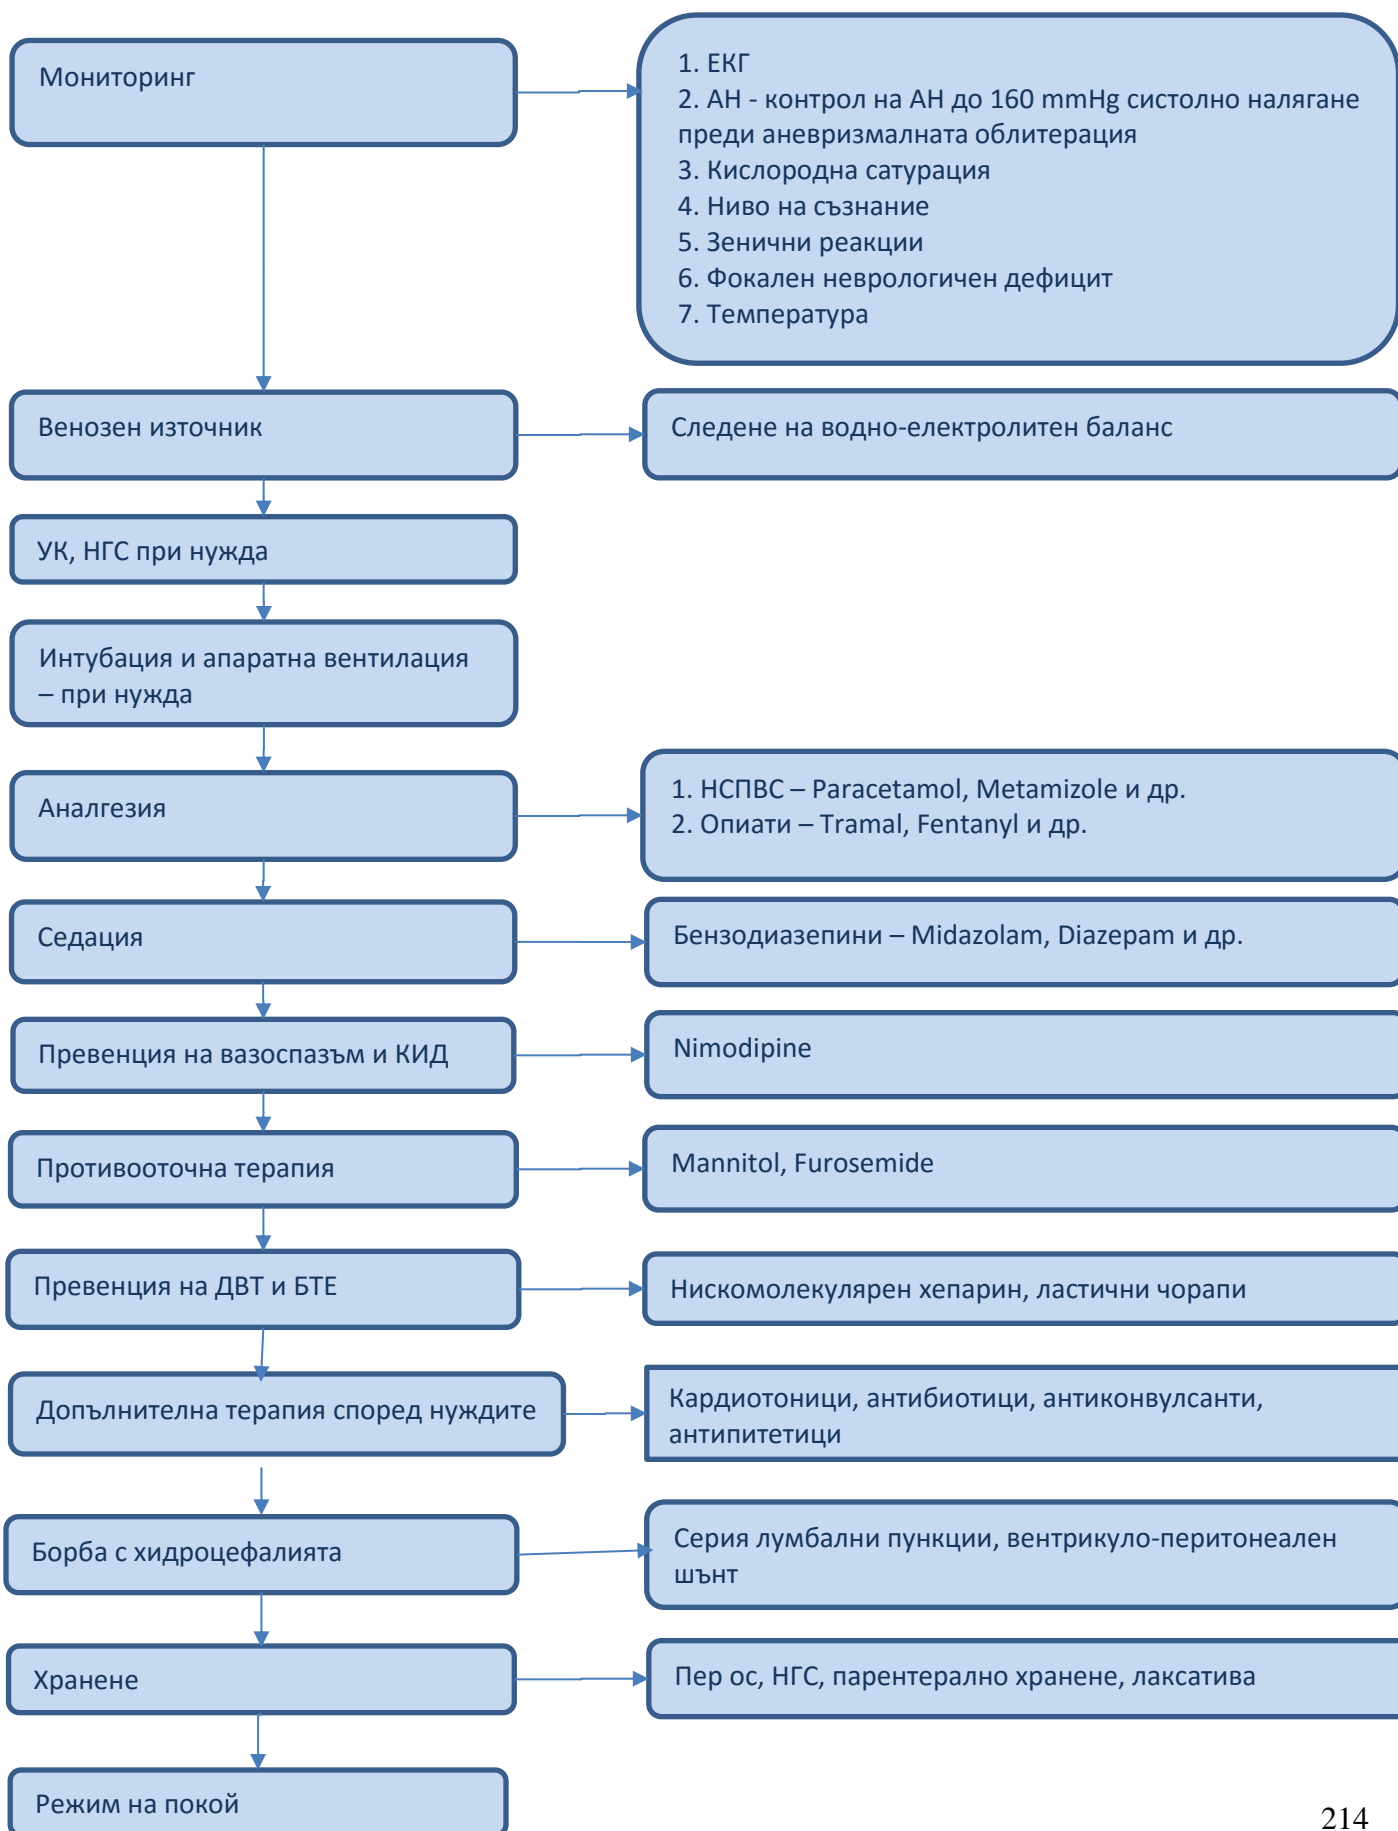 Мониторинг
1. ЕКГ
2. АН - контрол на АН до 160 mmHg систолно налягане
преди аневризмалната облитерация
3. Кислородна сатурация
4. Ниво на съзнание
5. Зенични реакции
6. Фокален неврологичен дефицит
7. Температура
Венозен източник
Следене на водно-електролитен баланс
УК, НГС при нужда
Интубация и апаратна вентилация
– при нужда
Аналгезия
1. НСПВС – Paracetamol, Metamizole и др.
2. Опиати – Tramal, Fentanyl и др.
Седация
Бензодиазепини – Midazolam, Diazepam и др.
Превенция на вазоспазъм и КИД
Nimodipine
Противооточна терапия
Mannitol, Furosemide
Превенция на ДВТ и БТЕ
Нискомолекулярен хепарин, ластични чорапи
Допълнителна терапия според нуждите
Кардиотоници, антибиотици, антиконвулсанти,
антипитетици
Борба с хидроцефалията
Серия лумбални пункции, вентрикуло-перитонеален
шънт
Хранене
Пер ос, НГС, парентерално хранене, лаксатива
Режим на покой
214